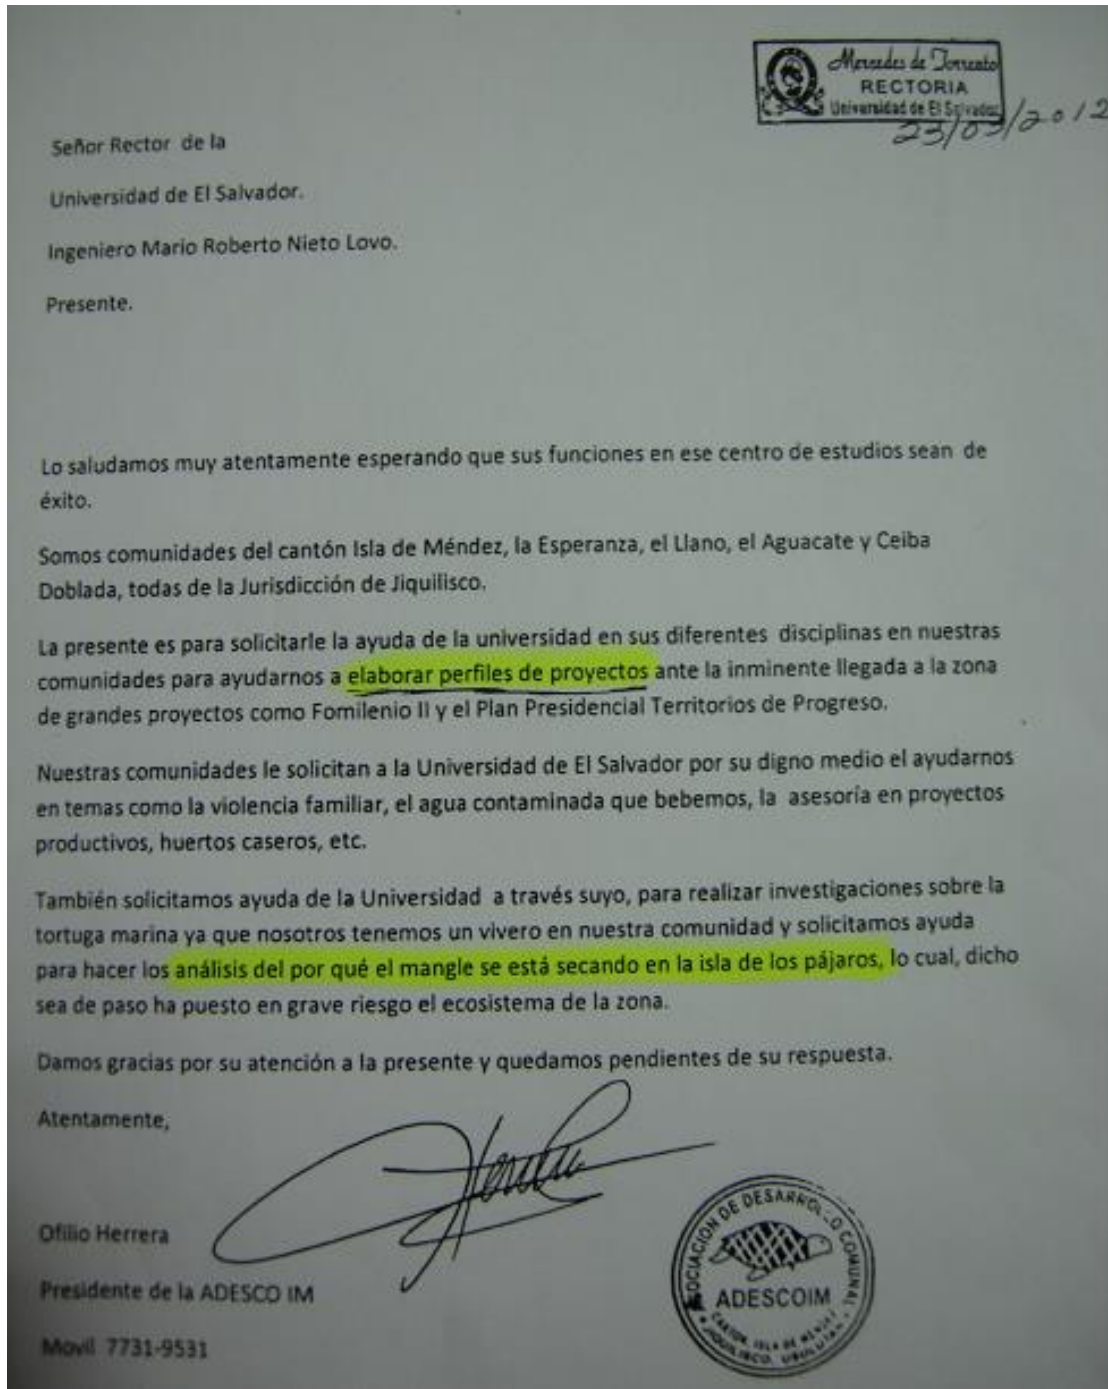 Mercedes de Torrento
RECTORIA
Universidad de El Salvador
23/05/2012
Señor Rector de la
Universidad de El Salvador.
Ingeniero Mario Roberto Nieto Lovo.
Presente.
Lo saludamos muy atentamente esperando que sus funciones en ese centro de estudios sean de
éxito.
Somos comunidades del cantón Isla de Méndez, la Esperanza, el Llano, el Aguacate y Ceiba
Doblada, todas de la Jurisdicción de Jiquilisco.
La presente es para solicitarle la ayuda de la universidad en sus diferentes disciplinas en nuestras
comunidades para ayudarnos a elaborar perfiles de proyectos ante la inminente llegada a la zona
de grandes proyectos como Fomilenio II y el Plan Presidencial Territorios de Progreso.
Nuestras comunidades le solicitan a la Universidad de El Salvador por su digno medio el ayudarnos
en temas como la violencia familiar, el agua contaminada que bebemos, la asesoría en proyectos
productivos, huertos caseros, etc.
También solicitamos ayuda de la Universidad a través suyo, para realizar investigaciones sobre la
tortuga marina ya que nosotros tenemos un vivero en nuestra comunidad y solicitamos ayuda
para hacer los análisis del por qué el mangle se está secando en la isla de los pájaros, lo cual, dicho
sea de paso ha puesto en grave riesgo el ecosistema de la zona.
Damos gracias por su atención a la presente y quedamos pendientes de su respuesta.
Atentamente,
Ofilio Herrera
Presidente de la ADESCO IM
Movil 7731-9531
ASOCIACION DE DESARROLLO COMUNAL
ADESCOIM
CANTON, ISLA DE MENDEZ
JIQUILISCO, USULUTAN